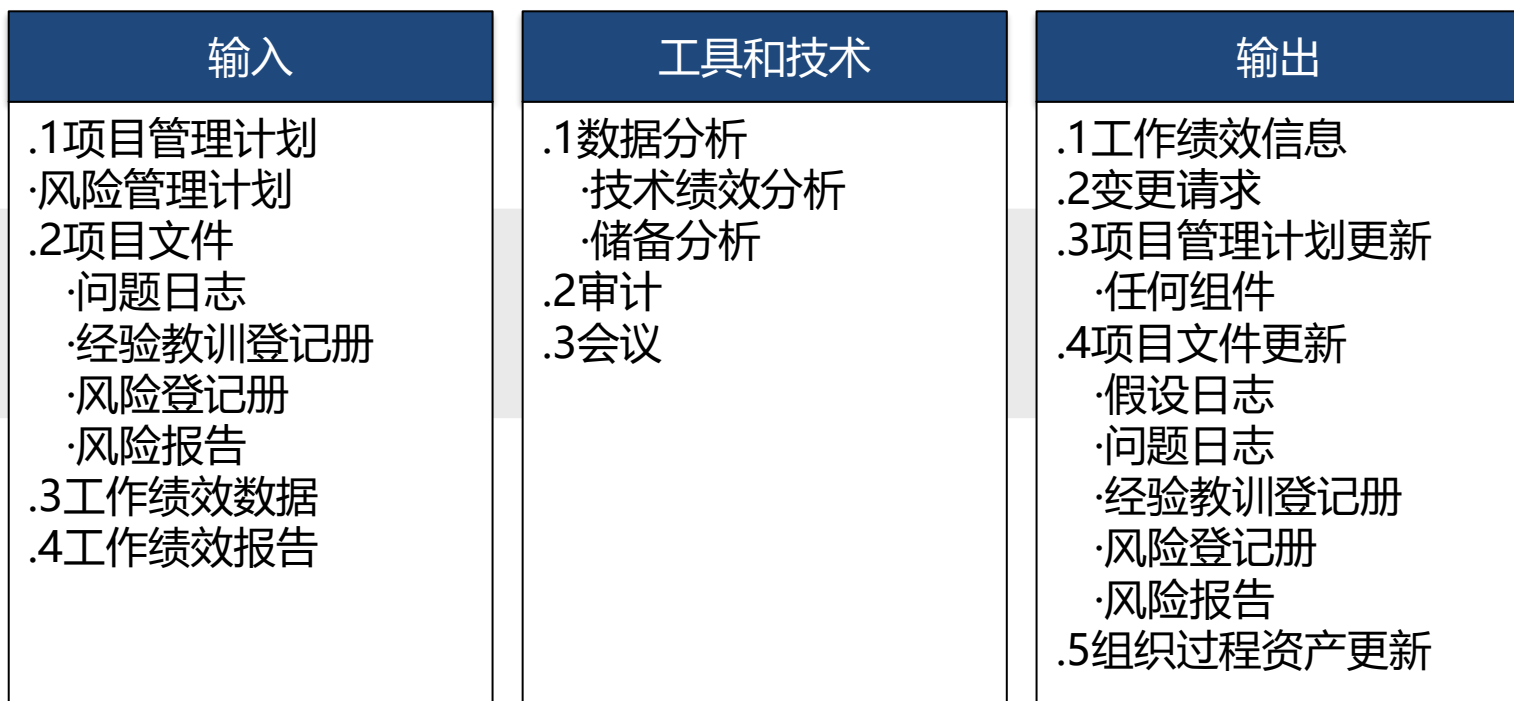 输入
.1项目管理计划
·风险管理计划
.2项目文件
·问题日志
·经验教训登记册
·风险登记册
·风险报告
.3工作绩效数据
.4工作绩效报告
工具和技术
.1数据分析
·技术绩效分析
·储备分析
.2审计
.3会议
输出
.1工作绩效信息
.2变更请求
.3项目管理计划更新
·任何组件
.4项目文件更新
·假设日志
·问题日志
·经验教训登记册
·风险登记册
·风险报告
.5组织过程资产更新